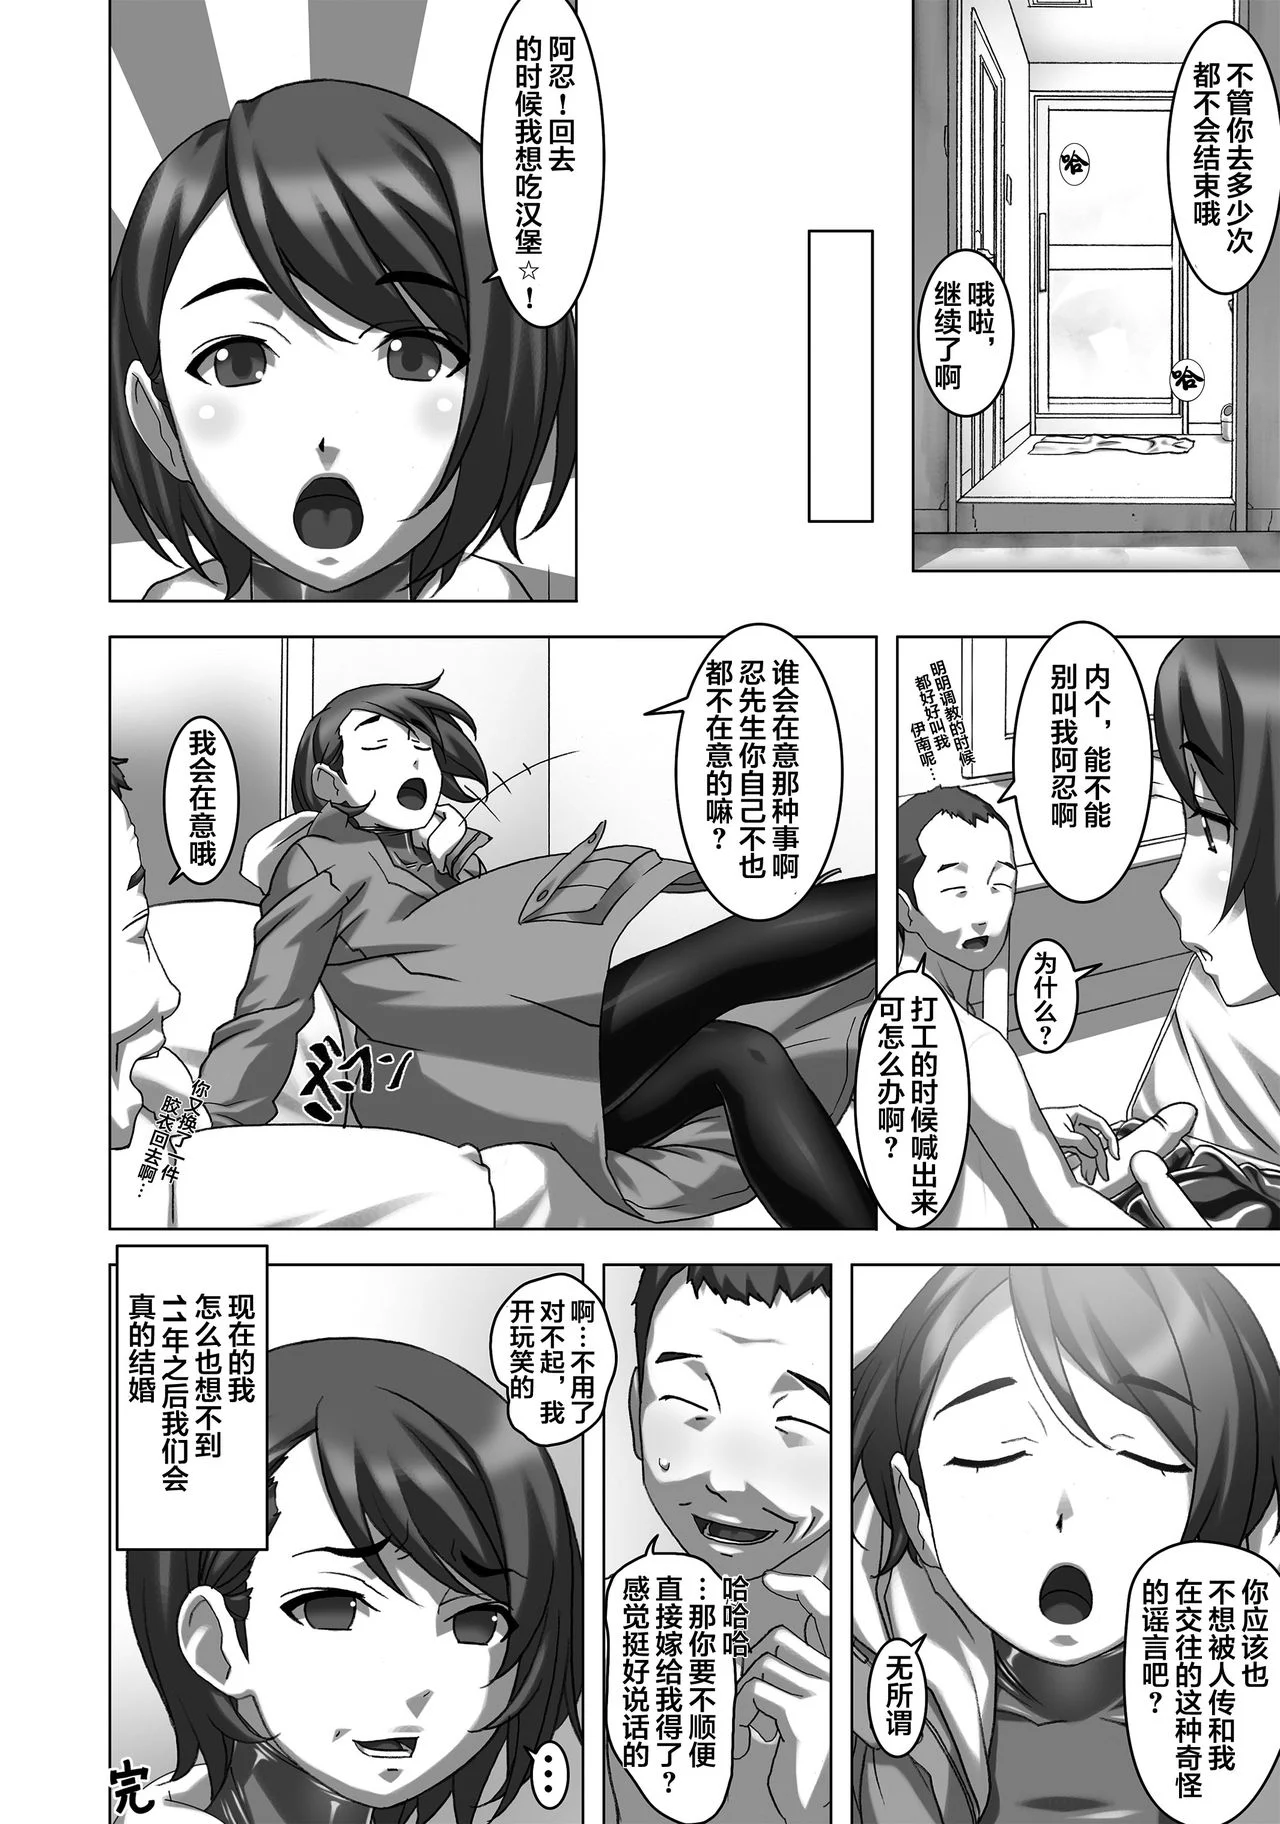 不管你去多少次
都不会结束哦
哈
哦啦，
继续了啊
哈
阿忍！回去
的时候我想吃汉堡☆！
内个，能不能
别叫我阿忍啊
明明调教的时候
都好好叫我
伊南呢…
为什么？
打工的时候喊出来
可怎么办啊？
谁会在意那种事啊
忍先生你自己不也
都不在意的嘛？
我会在意哦
ボフン
你又换了一件
胶衣回去啊…
你应该也
不想被人传和我
在交往的这种奇怪
的谣言吧？
无所谓
哈哈哈
…那你要不顺便
直接嫁给我得了？
感觉挺好说话的
啊…不用了
对不起，我
开玩笑的
…
现在的我
怎么也想不到
11年之后我们会
真的结婚
完